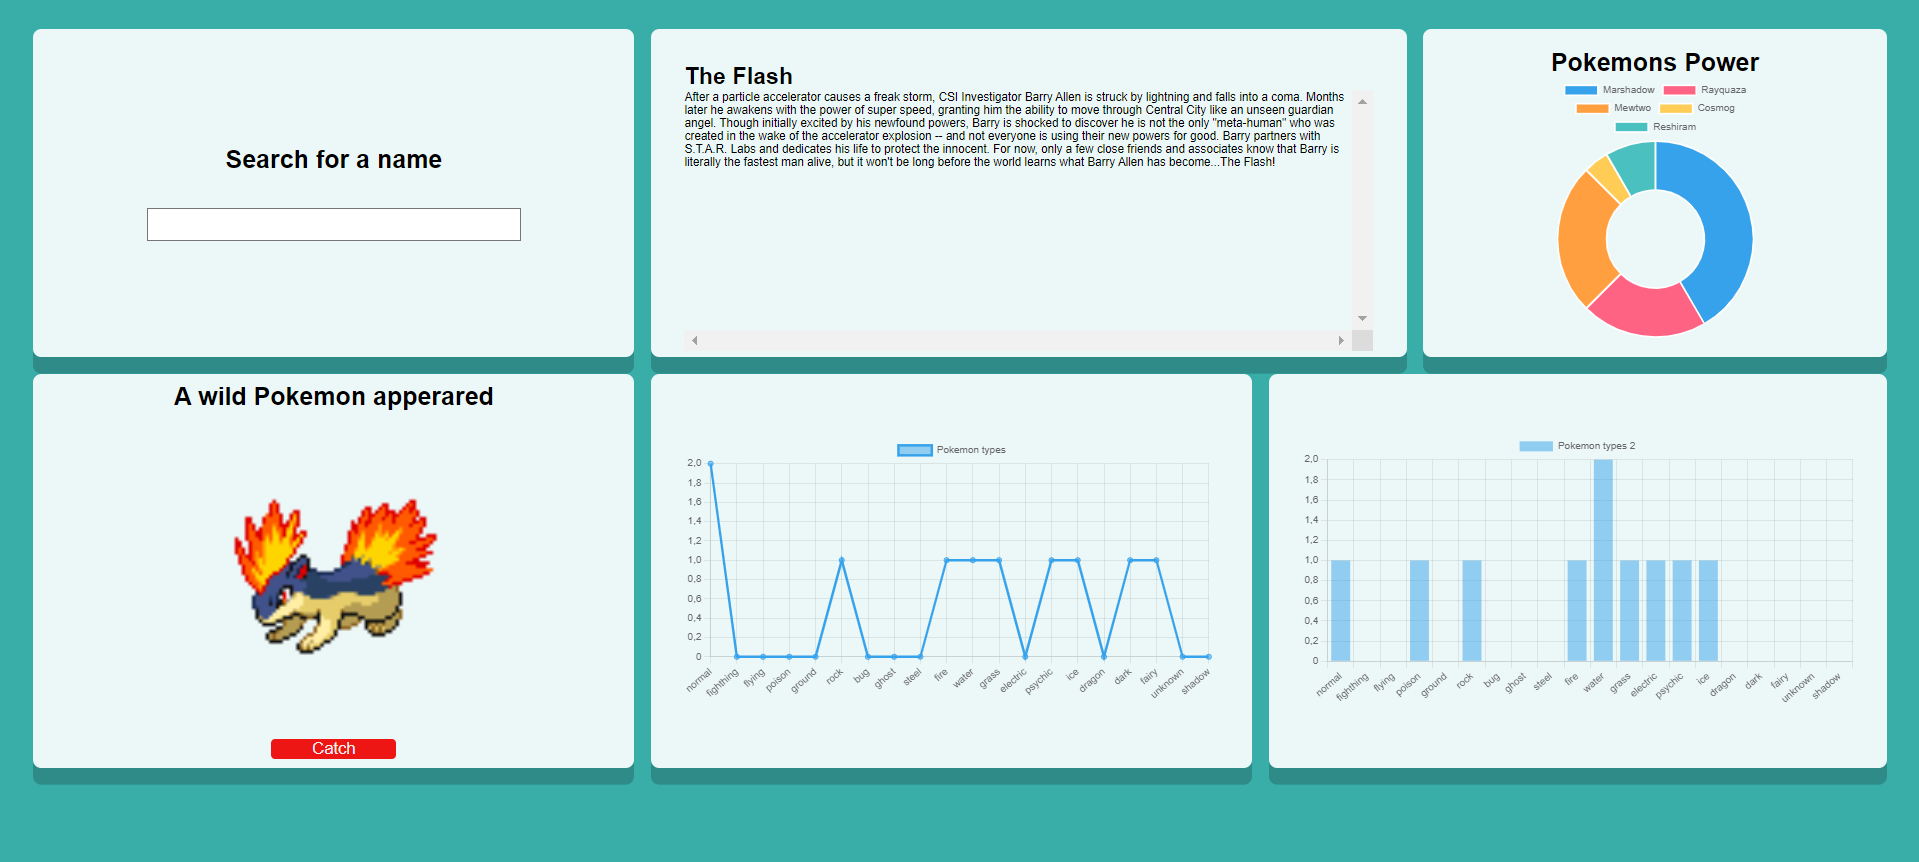 Search for a name
The Flash
After a particle accelerator causes a freak storm, CSI Investigator Barry Allen is struck by lightning and falls into a coma. Months
later he awakens with the power of super speed, granting him the ability to move through Central City like an unseen guardian
angel. Though initially excited by his newfound powers, Barry is shocked to discover he is not the only "meta-human" who was
created in the wake of the accelerator explosion -- and not everyone is using their new powers for good. Barry partners with
S.T.A.R. Labs and dedicates his life to protect the innocent. For now, only a few close friends and associates know that Barry is
literally the fastest man alive, but it won't be long before the world learns what Barry Allen has become...The Flash!
Pokemons Power
Marshadow Rayquaza
Mewtwo Cosmog
Reshiram
A wild Pokemon apperared
Catch
Pokemon types
2,0
1,8
1,6
1,4
1,2
1,0
0,8
0,6
0,4
0,2
0
normal fighthing flying poison ground rock bug ghost steel fire water grass electric psychic ice dragon dark fairy unknown shadow
Pokemon types 2
2,0
1,8
1,6
1,4
1,2
1,0
0,8
0,6
0,4
0,2
0
normal fighthing flying poison ground rock bug ghost steel fire water grass electric psychic ice dragon dark fairy unknown shadow